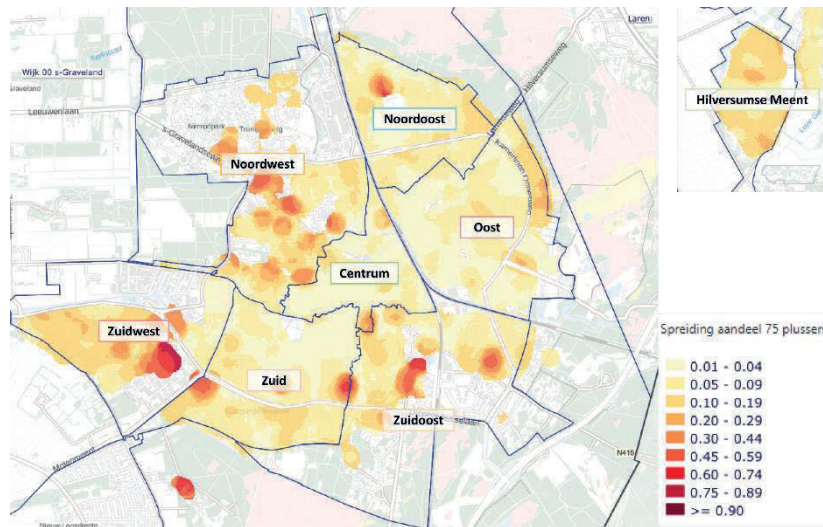 Laren
Wijk 00 s-Graveland
Leeuwenlaan
Noordoost
Hilversumse Meent
Noordwest
Oost
Centrum
Zuidwest
Zuid
Zuidoost
N415
Spreiding aandeel 75 plussers
0.01 - 0.04
0.05 - 0.09
0.10 - 0.19
0.20 - 0.29
0.30 - 0.44
0.45 - 0.59
0.60 - 0.74
0.75 - 0.89
>= 0.90